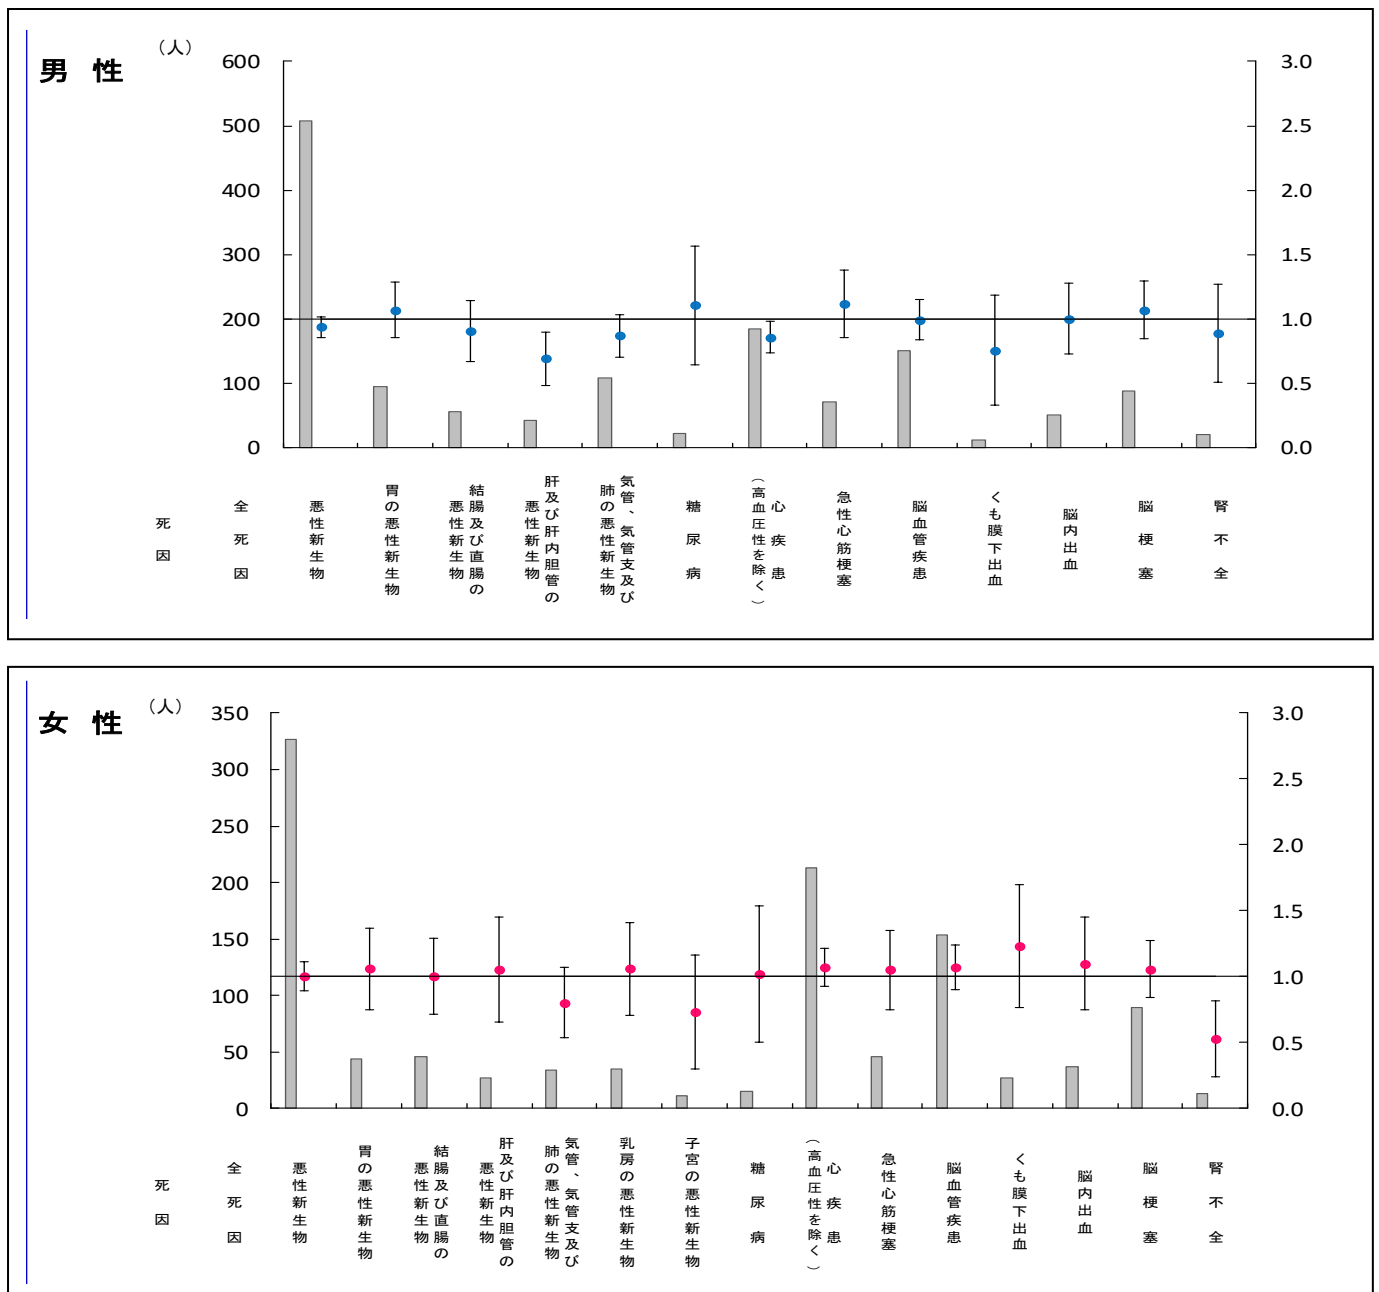 男 性
（人）
600
500
400
300
200
100
0
3.0
2.5
2.0
1.5
1.0
0.5
0.0
死因
全死因
悪性新生物
胃の悪性新生物
結腸及び直腸の
悪性新生物
肝及び肝内胆管の
悪性新生物
気管、気管支及び
肺の悪性新生物
糖尿病
心疾患
（高血圧性を除く）
急性心筋梗塞
脳血管疾患
くも膜下出血
脳内出血
脳梗塞
腎不全
女 性
（人）
350
300
250
200
150
100
50
0
3.0
2.5
2.0
1.5
1.0
0.5
0.0
死因
全死因
悪性新生物
胃の悪性新生物
結腸及び直腸の
悪性新生物
肝及び肝内胆管の
悪性新生物
気管、気管支及び
肺の悪性新生物
乳房の悪性新生物
子宮の悪性新生物
糖尿病
心疾患
（高血圧性を除く）
急性心筋梗塞
脳血管疾患
くも膜下出血
脳内出血
脳梗塞
腎不全